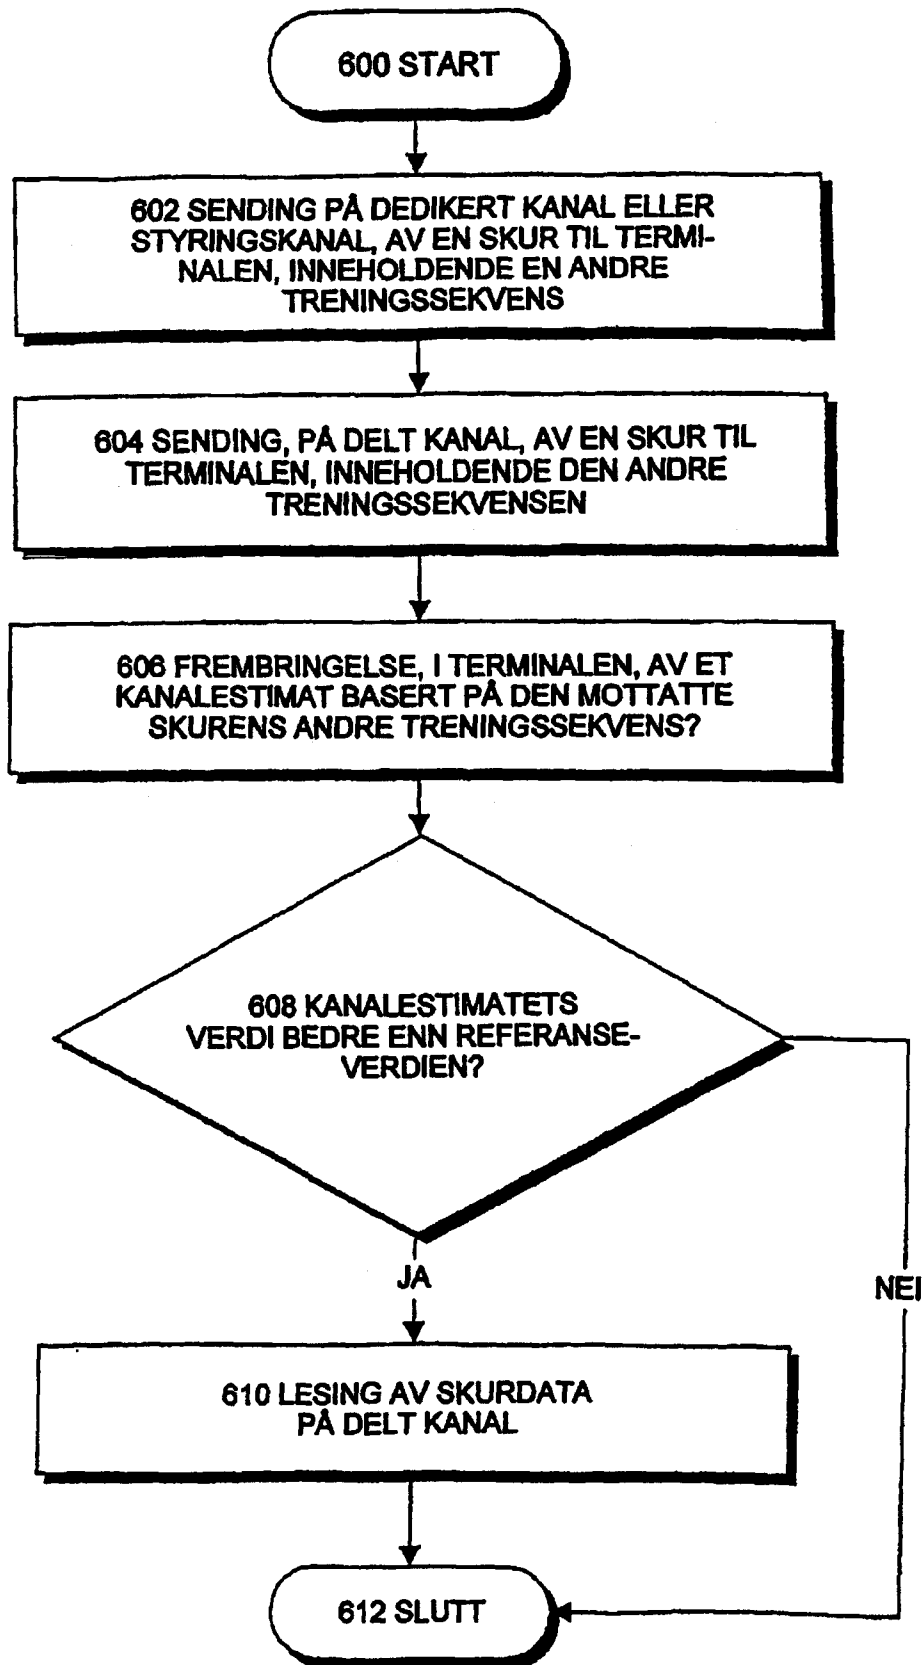 600 START
602 SENDING PÅ DEDIKERT KANAL ELLER
STYRINGSKANAL, AV EN SKUR TIL TERMI-
NALEN, INNEHOLDENDE EN ANDRE
TRENINGSSEKVENS
604 SENDING, PÅ DELT KANAL, AV EN SKUR TIL
TERMINALEN, INNEHOLDENDE DEN ANDRE
TRENINGSSEKVENSEN
606 FREMBRINGELSE, I TERMINALEN, AV ET
KANALESTIMAT BASERT PÅ DEN MOTTATTE
SKURENS ANDRE TRENINGSSEKVENS?
608 KANALESTIMATETS
VERDI BEDRE ENN REFERANSE-
VERDIEN?
JA
NEI
610 LESING AV SKURDATA
PÅ DELT KANAL
612 SLUTT